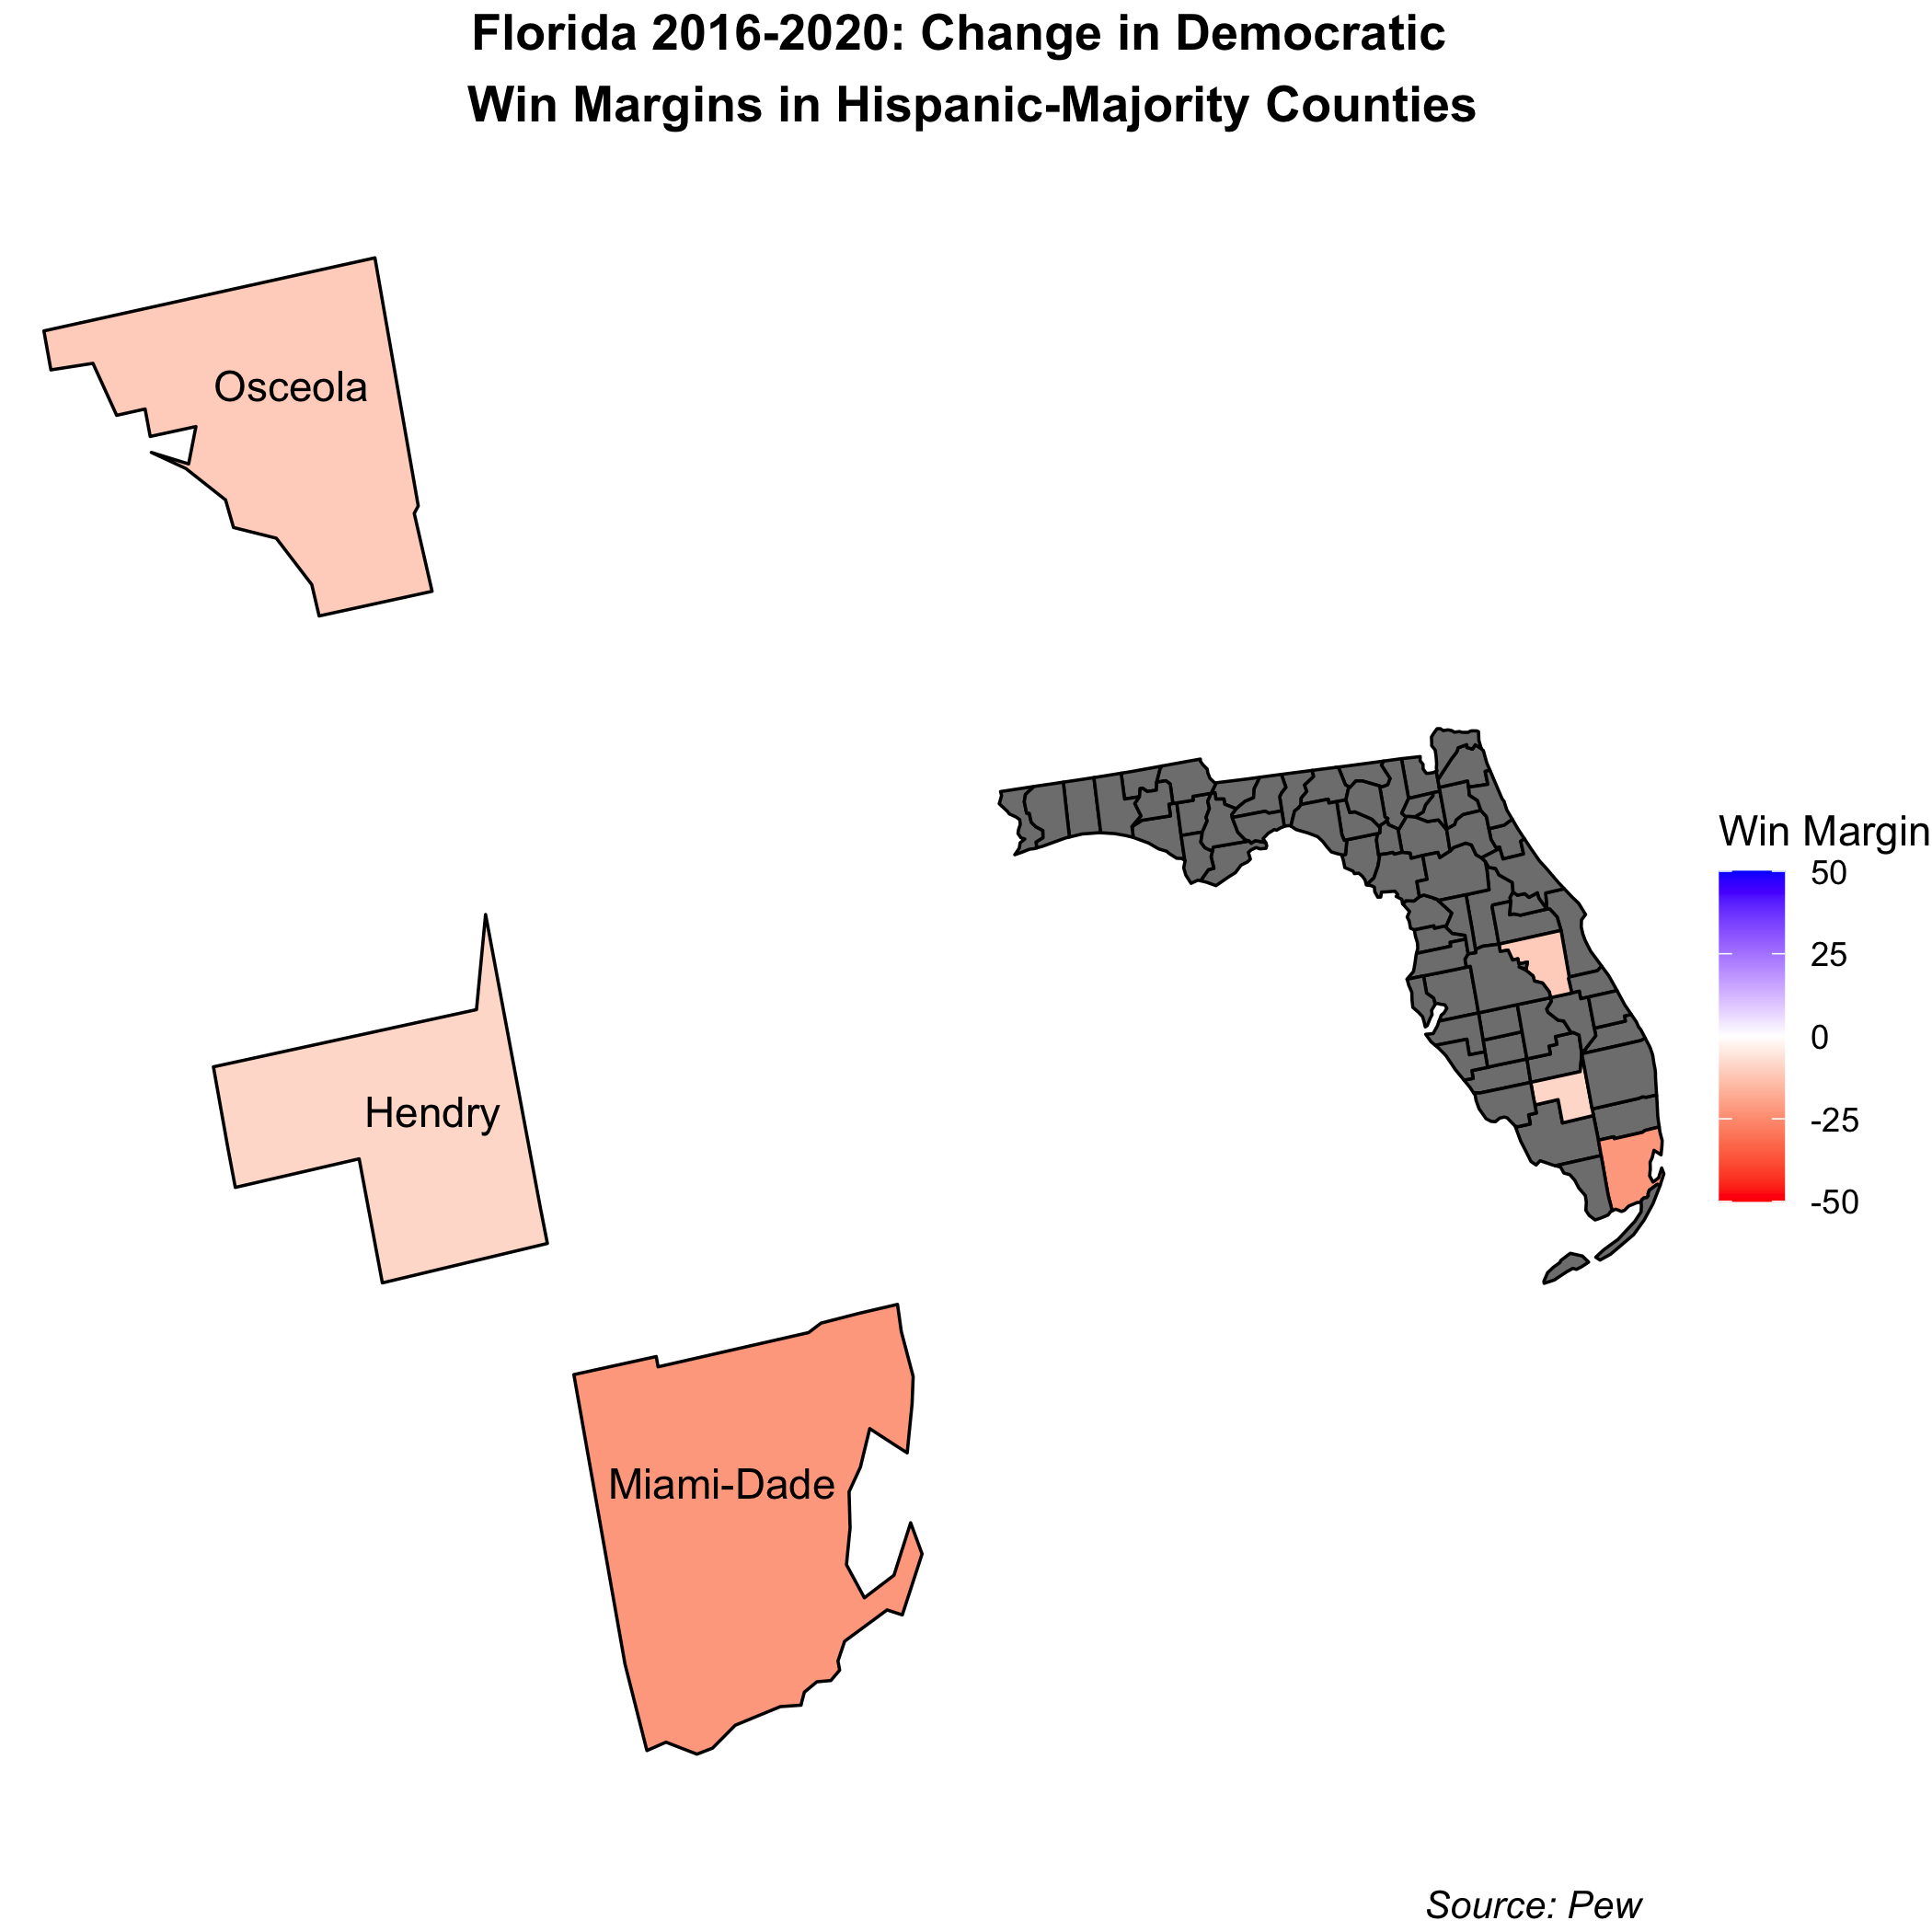 Florida 2016-2020: Change in Democratic
Win Margins in Hispanic-Majority Counties
Osceola
Hendry
Miami-Dade
Win Margin
50
25
0
-25
-50
Source: Pew